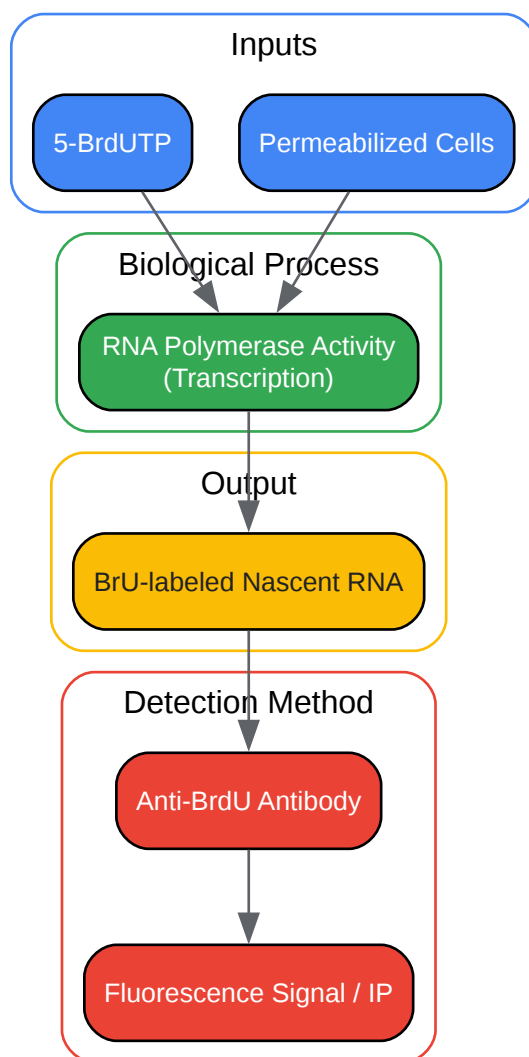 Inputs
5-BrdUTP
Permeabilized Cells
Biological Process
RNA Polymerase Activity
(Transcription)
Output
BrU-labeled Nascent RNA
Detection Method
Anti-BrdU Antibody
Fluorescence Signal / IP